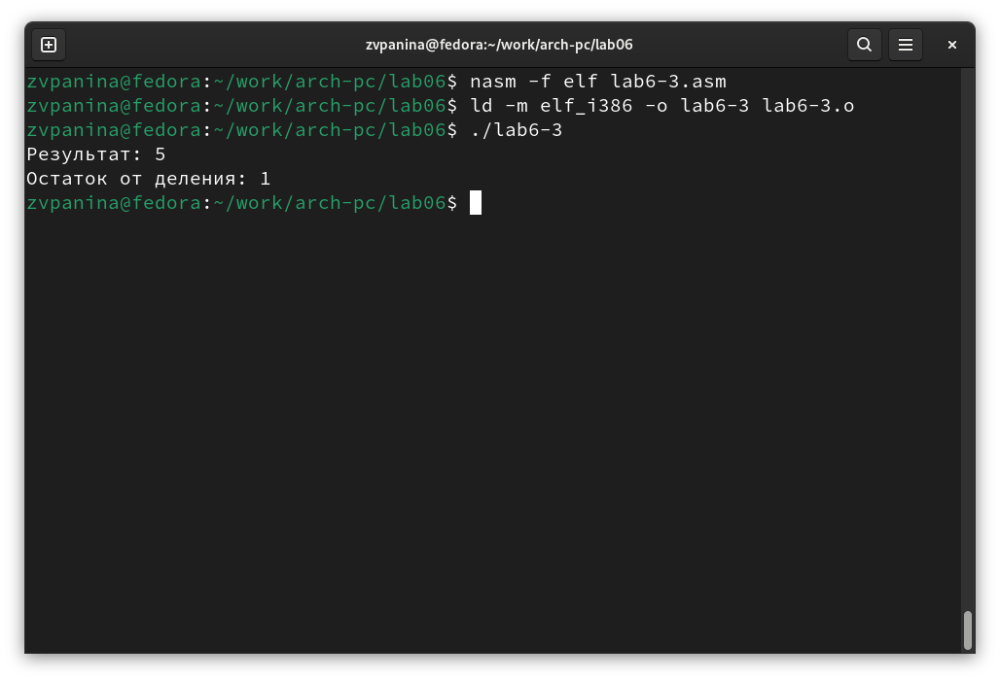 zvpanina@fedora:~/work/arch-pc/lab06
zvpanina@fedora:~/work/arch-pc/lab06$ nasm -f elf lab6-3.asm
zvpanina@fedora:~/work/arch-pc/lab06$ ld -m elf_i386 -o lab6-3 lab6-3.o
zvpanina@fedora:~/work/arch-pc/lab06$ ./lab6-3
Результат: 5
Остаток от деления: 1
zvpanina@fedora:~/work/arch-pc/lab06$